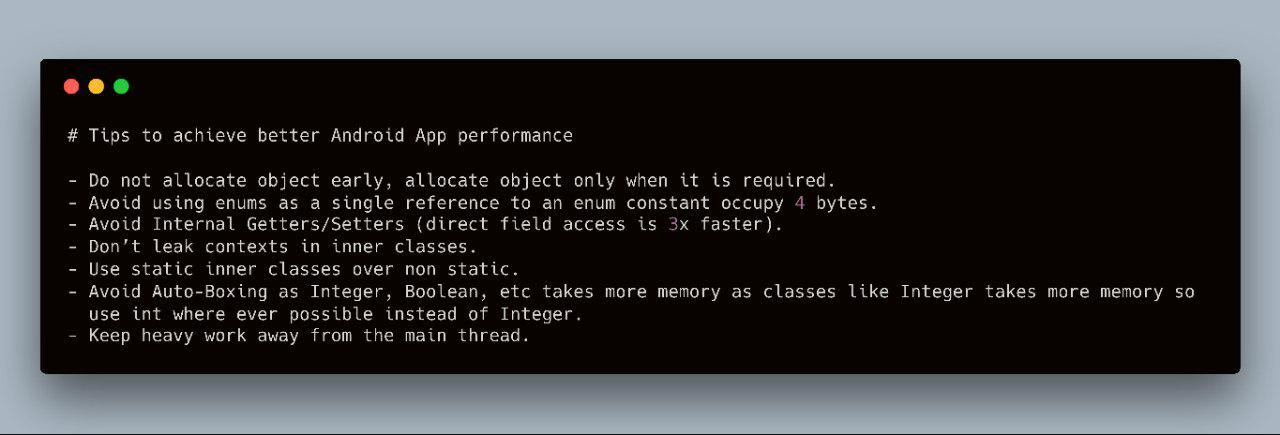 # Tips to achieve better Android App performance
- Do not allocate object early, allocate object only when it is required.
- Avoid using enums as a single reference to an enum constant occupy 4 bytes.
- Avoid Internal Getters/Setters (direct field access is 3x faster).
- Don’t leak contexts in inner classes.
- Use static inner classes over non static.
- Avoid Auto-Boxing as Integer, Boolean, etc takes more memory as classes like Integer takes more memory so
use int where ever possible instead of Integer.
- Keep heavy work away from the main thread.